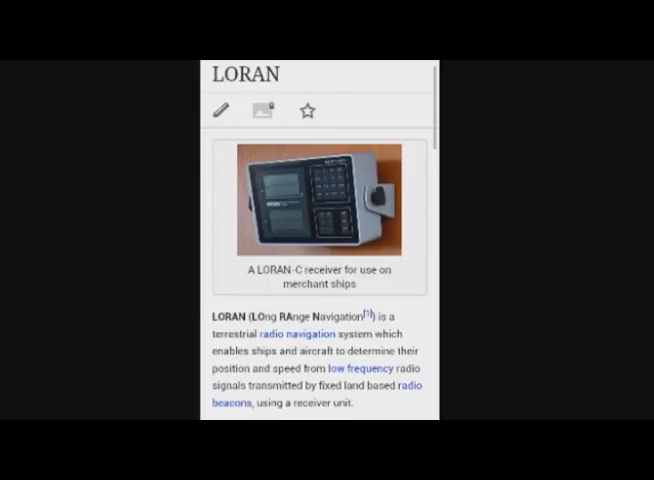 LORAN
A LORAN-C receiver for use on
merchant ships
LORAN (LOng RAnge Navigation[1]) is a
terrestrial radio navigation system which
enables ships and aircraft to determine their
position and speed from low frequency radio
signals transmitted by fixed land based radio
beacons, using a receiver unit.